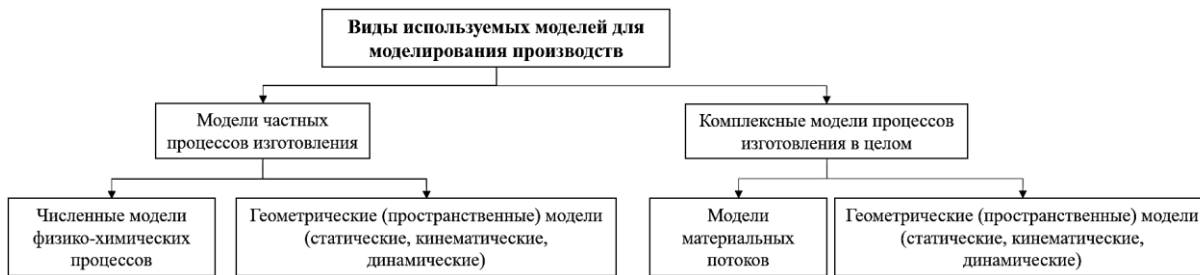 Виды используемых моделей для
моделирования производств
Модели частных
процессов изготовления
Комплексные модели процессов
изготовления в целом
Численные модели
физико-химических
процессов
Геометрические (пространственные) модели
(статические, кинематические,
динамические)
Модели
материальных
потоков
Геометрические (пространственные) модели
(статические, кинематические,
динамические)